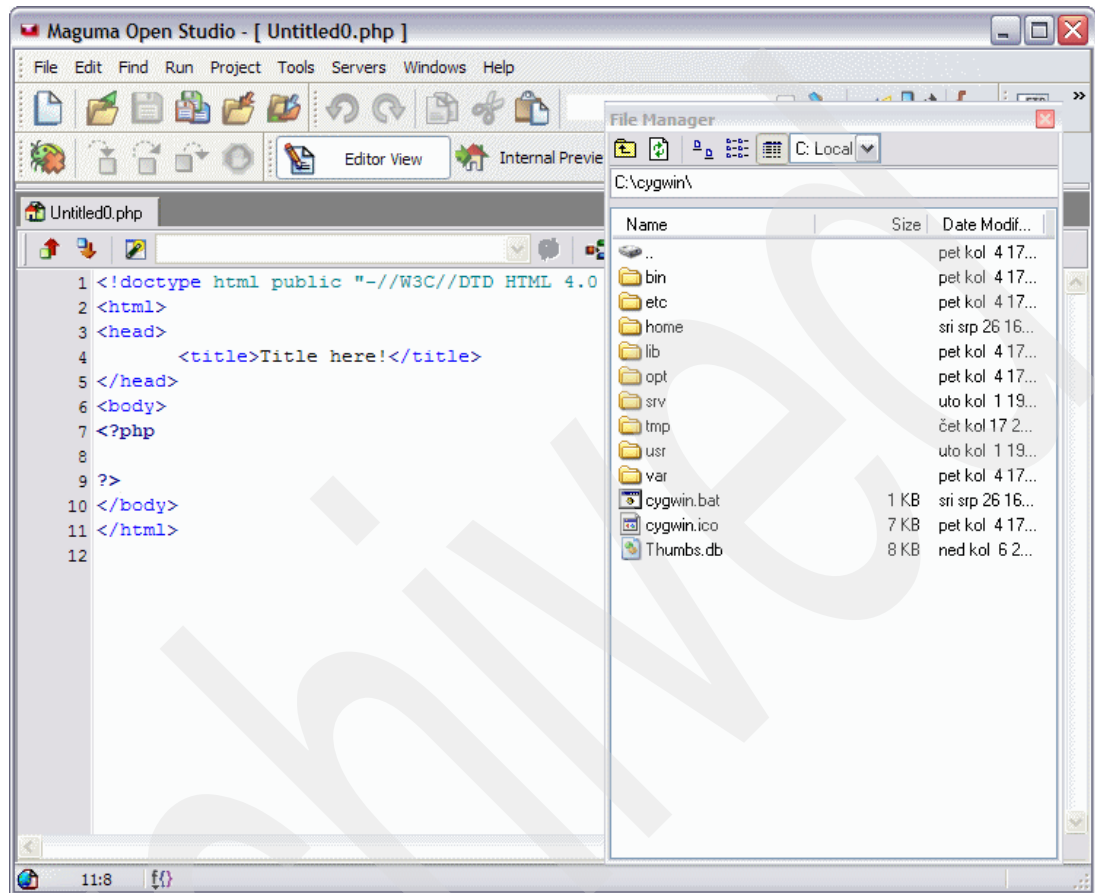 Maguma Open Studio - [ Untitled0.php ]
File Edit Find Run Project Tools Servers Windows Help
Editor View Internal Previe
Untitled0.php
1 <!doctype html public "-//W3C//DTD HTML 4.0
2 <html>
3 <head>
4 <title>Title here!</title>
5 </head>
6 <body>
7 <?php
8
9 ?>
10 </body>
11 </html>
12
11:8 f{}
File Manager
C: Local
C:\cygwin\
Name Size Date Modif...
.. pet kol 4 17...
bin pet kol 4 17...
etc pet kol 4 17...
home sri srp 26 16...
lib pet kol 4 17...
opt pet kol 4 17...
srv uto kol 1 19...
tmp čet kol 17 2...
usr uto kol 1 19...
var pet kol 4 17...
cygwin.bat 1 KB sri srp 26 16...
cygwin.ico 7 KB pet kol 4 17...
Thumbs.db 8 KB ned kol 6 2...
hived